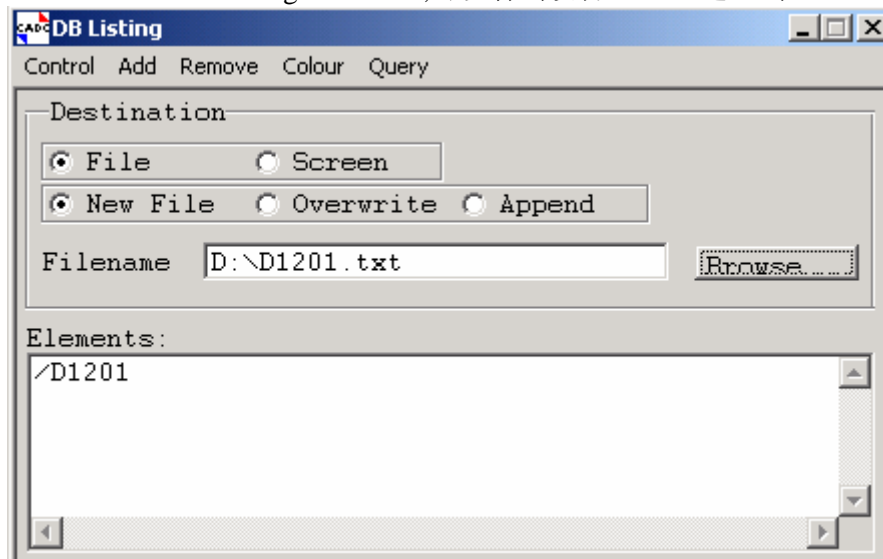 DB Listing
Control Add Remove Colour Query
Destination
File Screen
New File Overwrite Append
Filename D:\D1201.txt Browse......
Elements:
/D1201